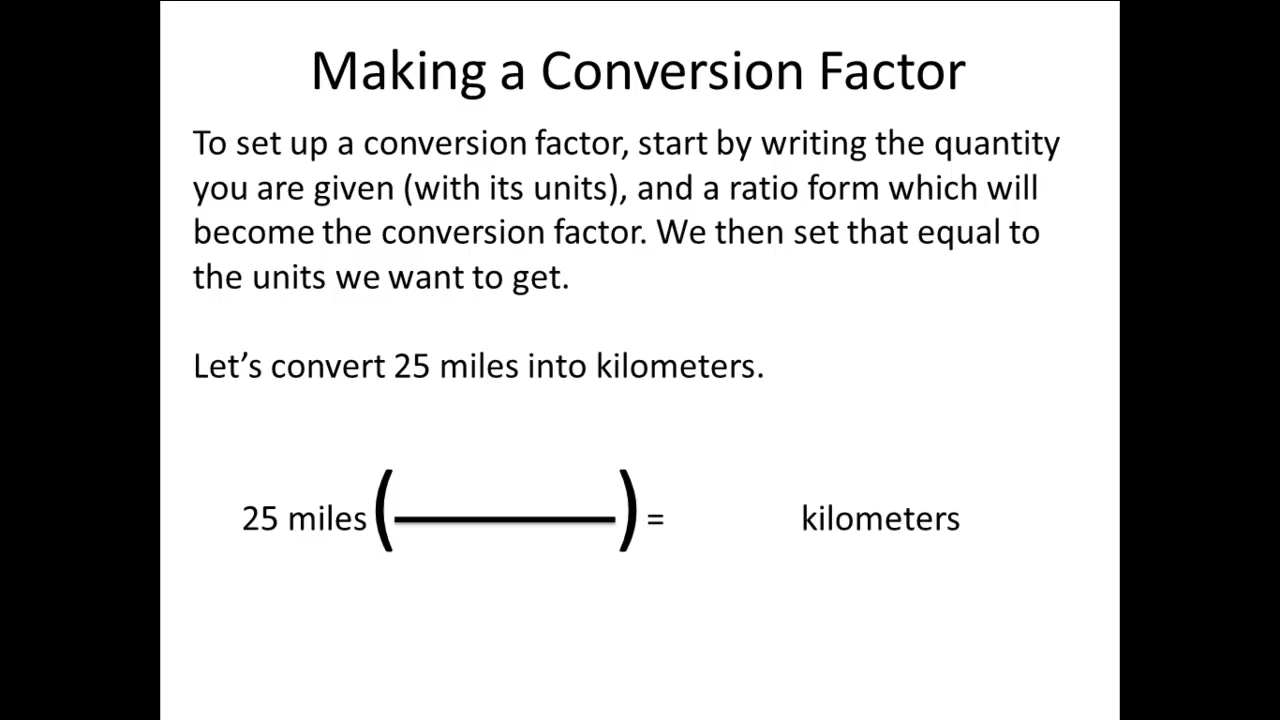 Making a Conversion Factor
To set up a conversion factor, start by writing the quantity
you are given (with its units), and a ratio form which will
become the conversion factor. We then set that equal to
the units we want to get.
Let’s convert 25 miles into kilometers.
25 miles ( ) = kilometers